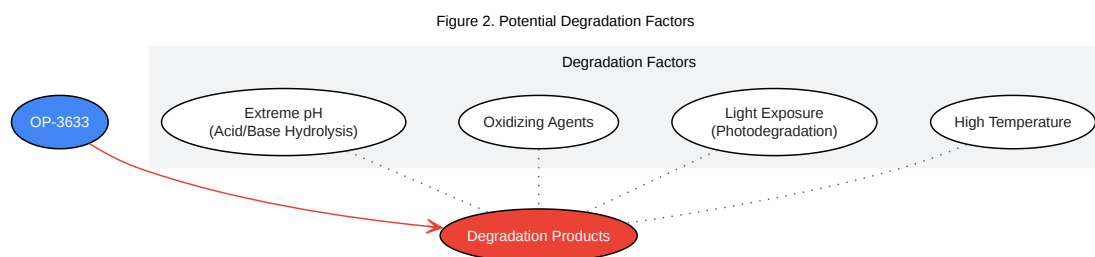 Figure 2. Potential Degradation Factors
Degradation Factors
OP-3633
Extreme pH
(Acid/Base Hydrolysis)
Oxidizing Agents
Light Exposure
(Photodegradation)
High Temperature
Degradation Products